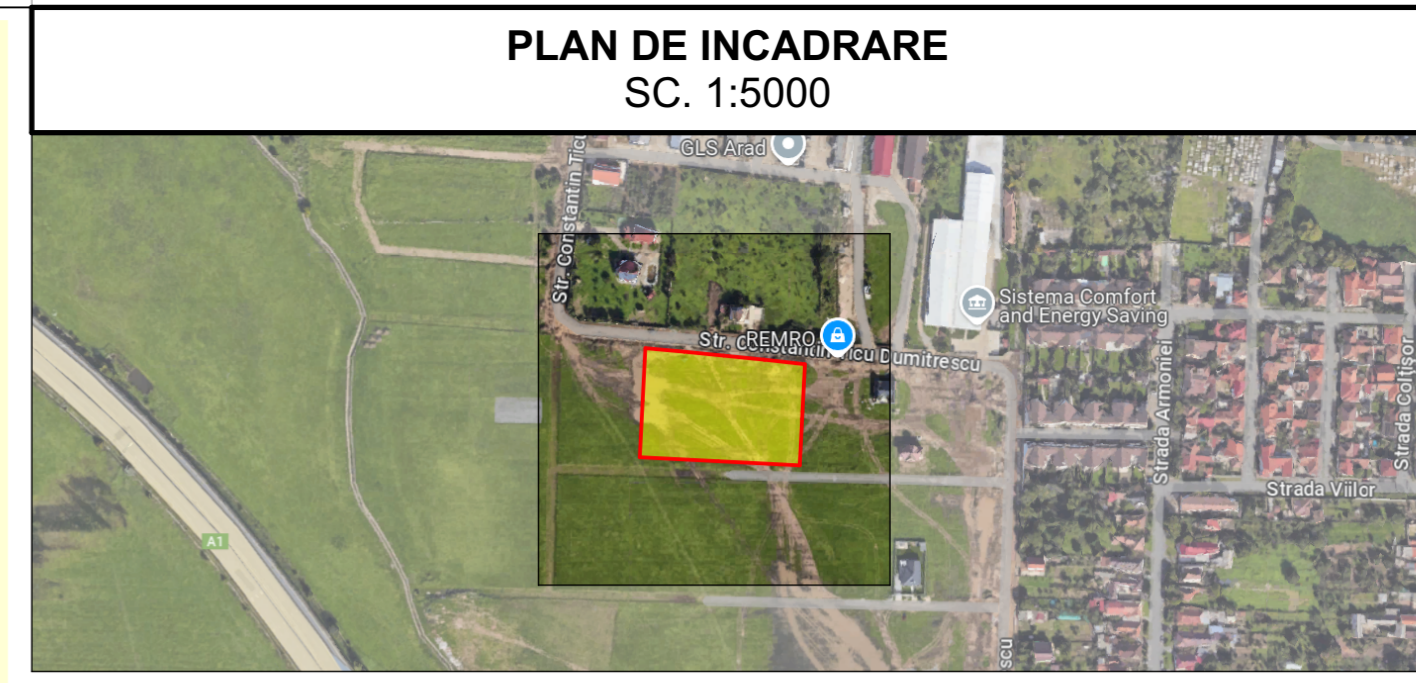 PLAN DE INCADRARE
SC. 1:5000
GLS Arad
Str. Constantin Ticu
Sistema Comfort
and Energy Saving
REMRO
Str. Constantin Ticu Dumitrescu
Strada Armoniei
Strada Coltișor
Strada Viilor
A1
scu